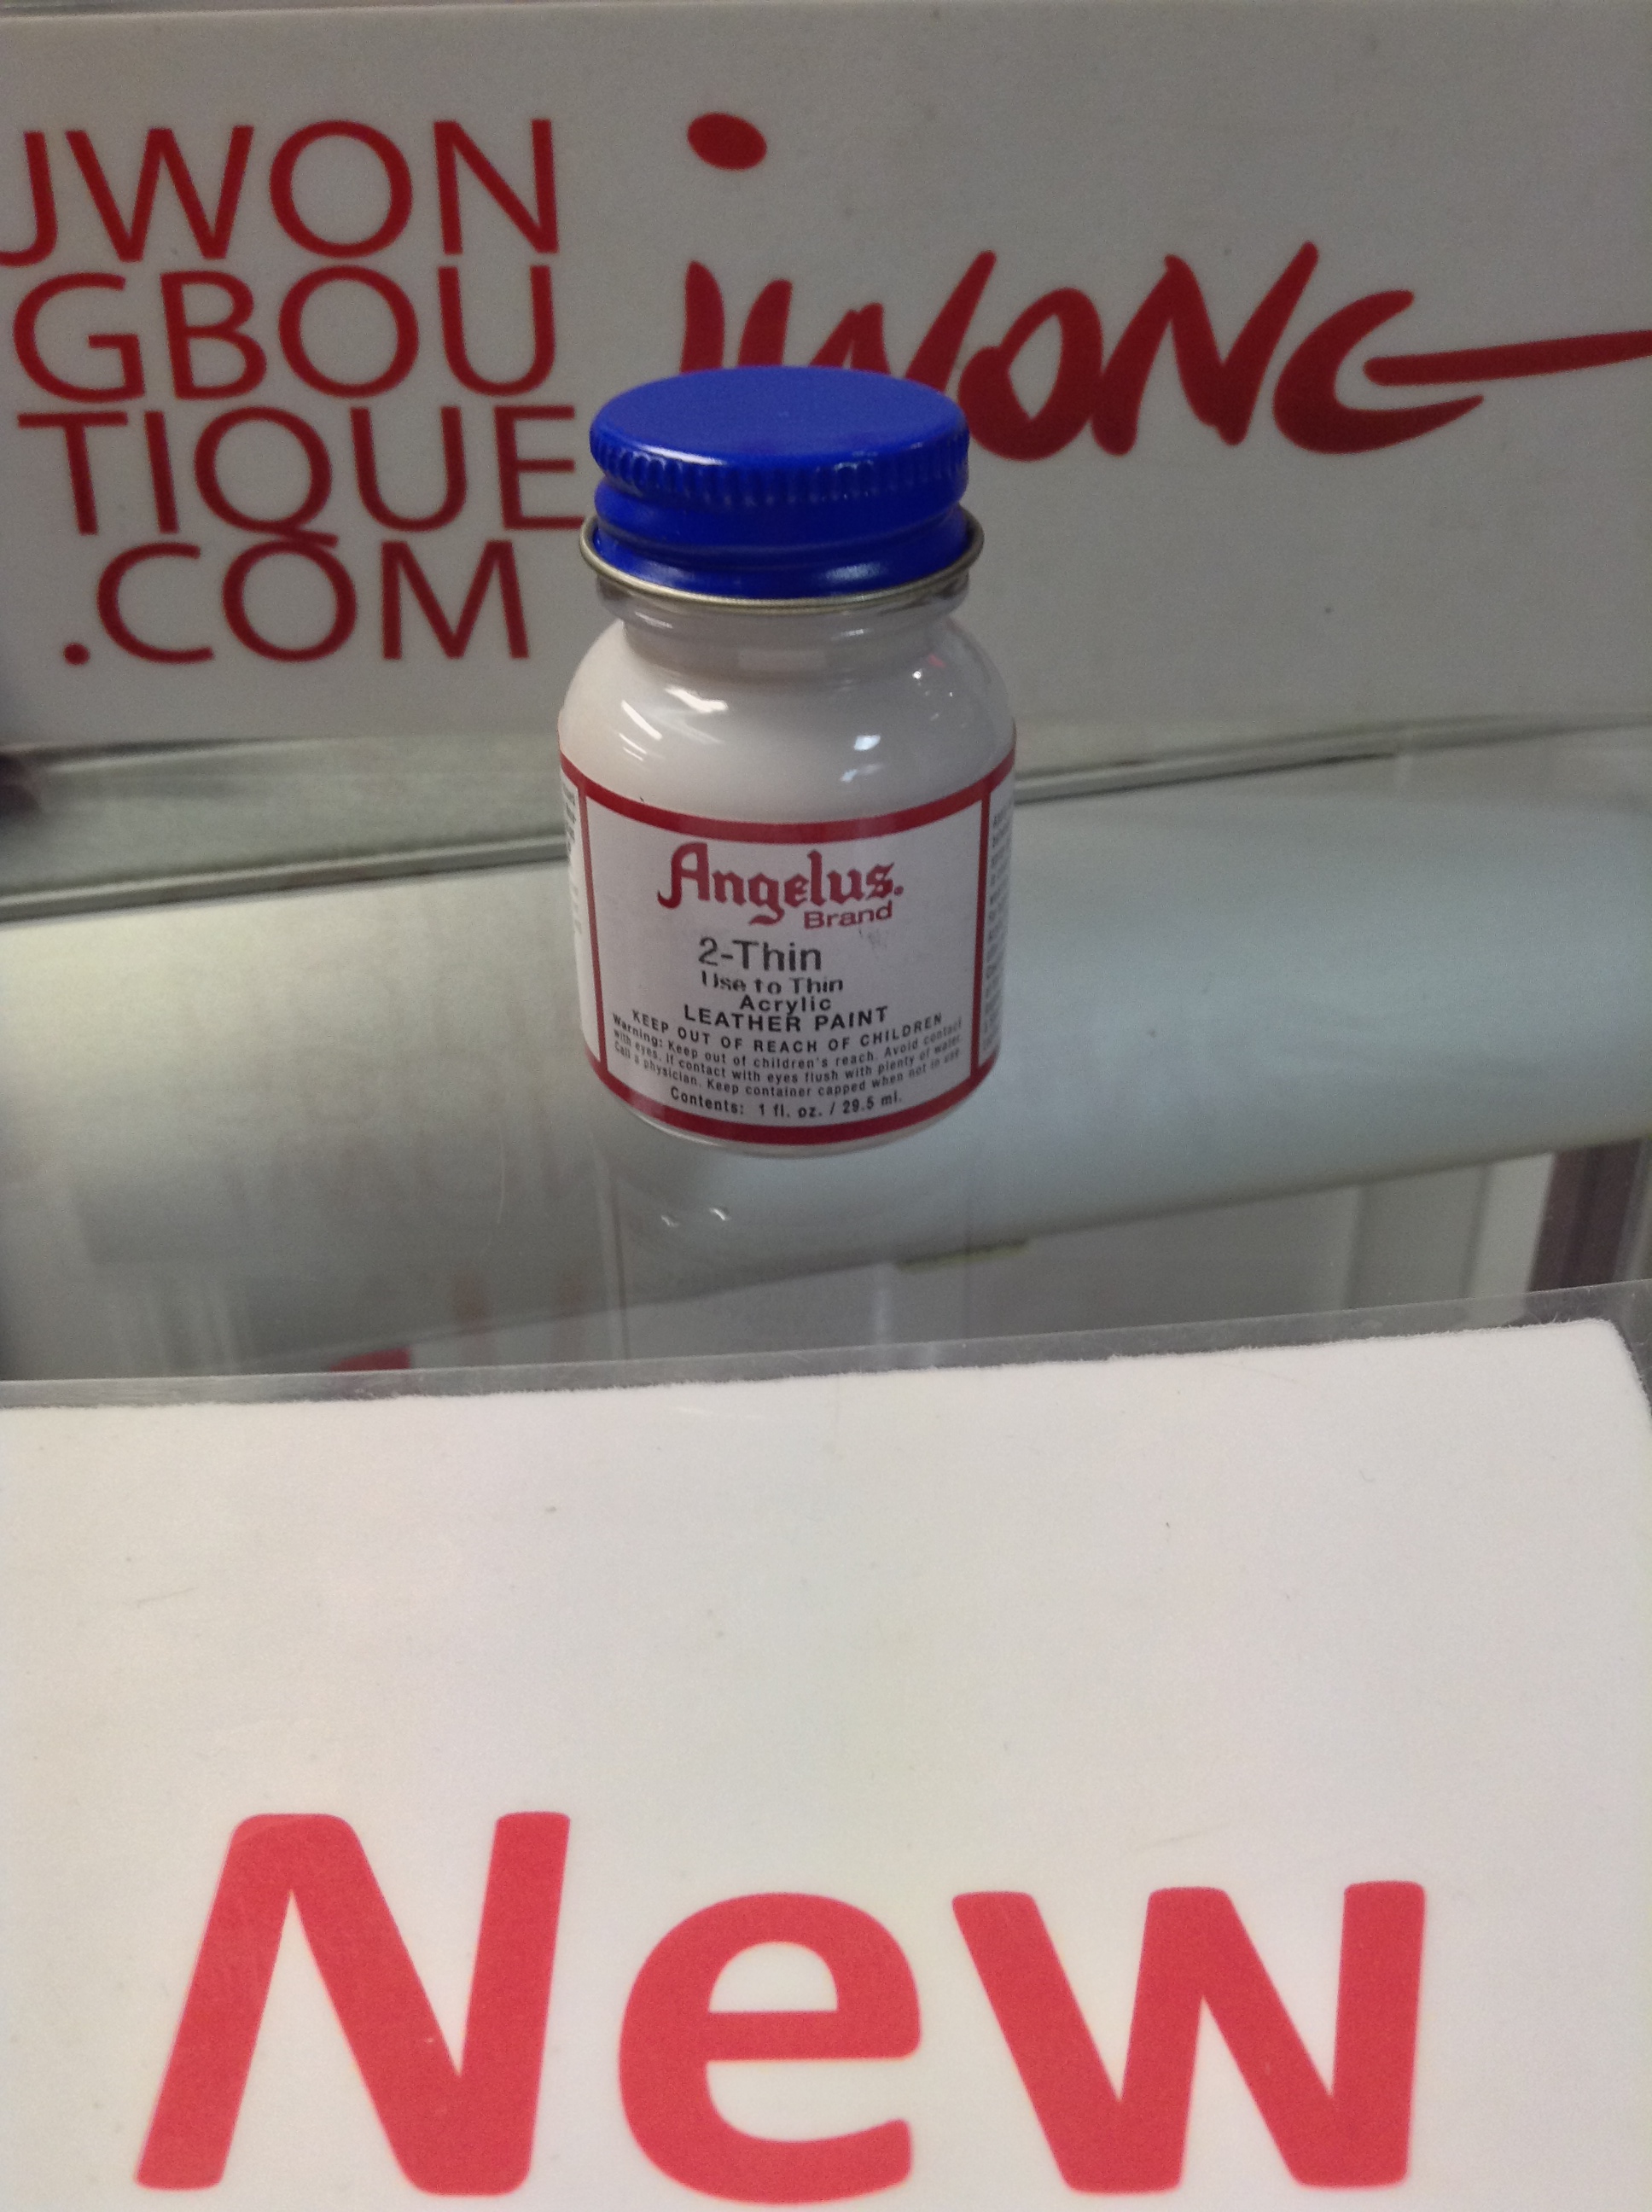 JWON
GBOU
TIQUE
.COM
jwong
Angelus.
Brand
2-Thin
Use to Thin
Acrylic
LEATHER PAINT
KEEP OUT OF REACH OF CHILDREN
Warning: Keep out of children's reach. Avoid contact
with eyes. If contact with eyes flush with plenty of water.
Call a physician. Keep container capped when not in use
Contents: 1 fl. oz. / 29.5 ml.
New